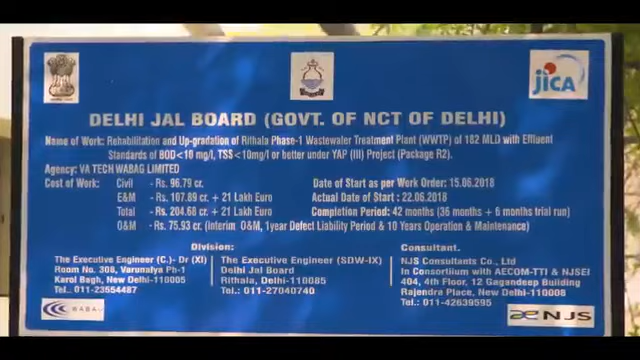 jiCA
DELHI JAL BOARD (GOVT. OF NCT OF DELHI)
Name of Work: Rehabilitation and Up-gradation of Rithala Phase-1 Wastewater Treatment Plant (WWTP) of 182 MLD with Effluent
Standards of BOD<10 mg/l, TSS<10mg/l or better under YAP (III) Project (Package R2).
Agency: VA TECH WABAG LIMITED
Cost of Work: Civil - Rs. 96.79 cr. Date of Start as per Work Order: 15.06.2018
E&M - Rs. 107.89 cr. + 21 Lakh Euro Actual Date of Start: 22.06.2018
Total - Rs. 204.68 cr. + 21 Lakh Euro Completion Period: 42 months (36 months + 6 months trial run)
O&M - Rs. 75.93 cr. (interim O&M, 1year Defect Liability Period & 10 Years Operation & Maintenance)
Division: Consultant.
The Executive Engineer (C.)- Dr (XI) The Executive Engineer (SDW-IX) NJS Consultants Co., Ltd
Room No. 308, Varunalya Ph-1 Delhi Jal Board In Consortium with AECOM-TTI & NJSEI
Karol Bagh, New Delhi-110005 Rithala, Delhi-110085 404, 4th Floor, 12 Gagandeep Building
Tel.. 011-23554487 Tel.: 011-27040740 Rajendra Place, New Delhi-110008
Tel.: 011-42639595
WABAG NJS